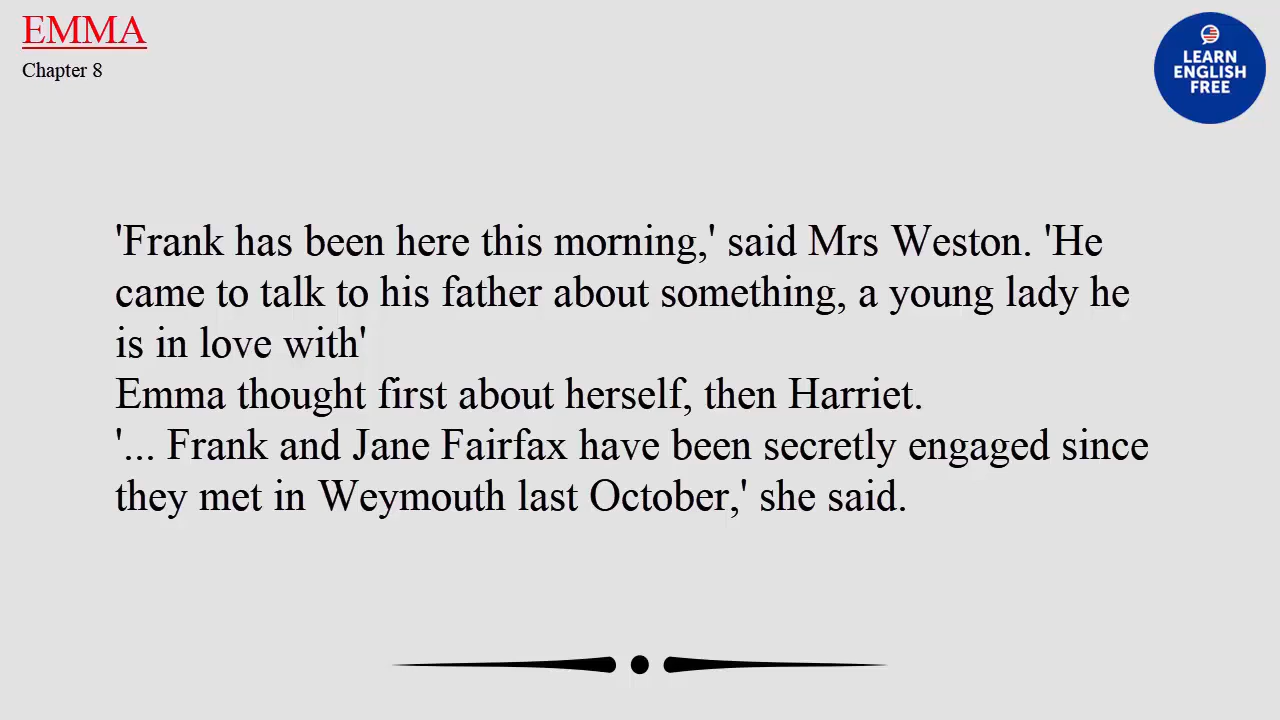 EMMA
Chapter 8
LEARN
ENGLISH
FREE
'Frank has been here this morning,' said Mrs Weston. 'He
came to talk to his father about something, a young lady he
is in love with'
Emma thought first about herself, then Harriet.
'... Frank and Jane Fairfax have been secretly engaged since
they met in Weymouth last October,' she said.